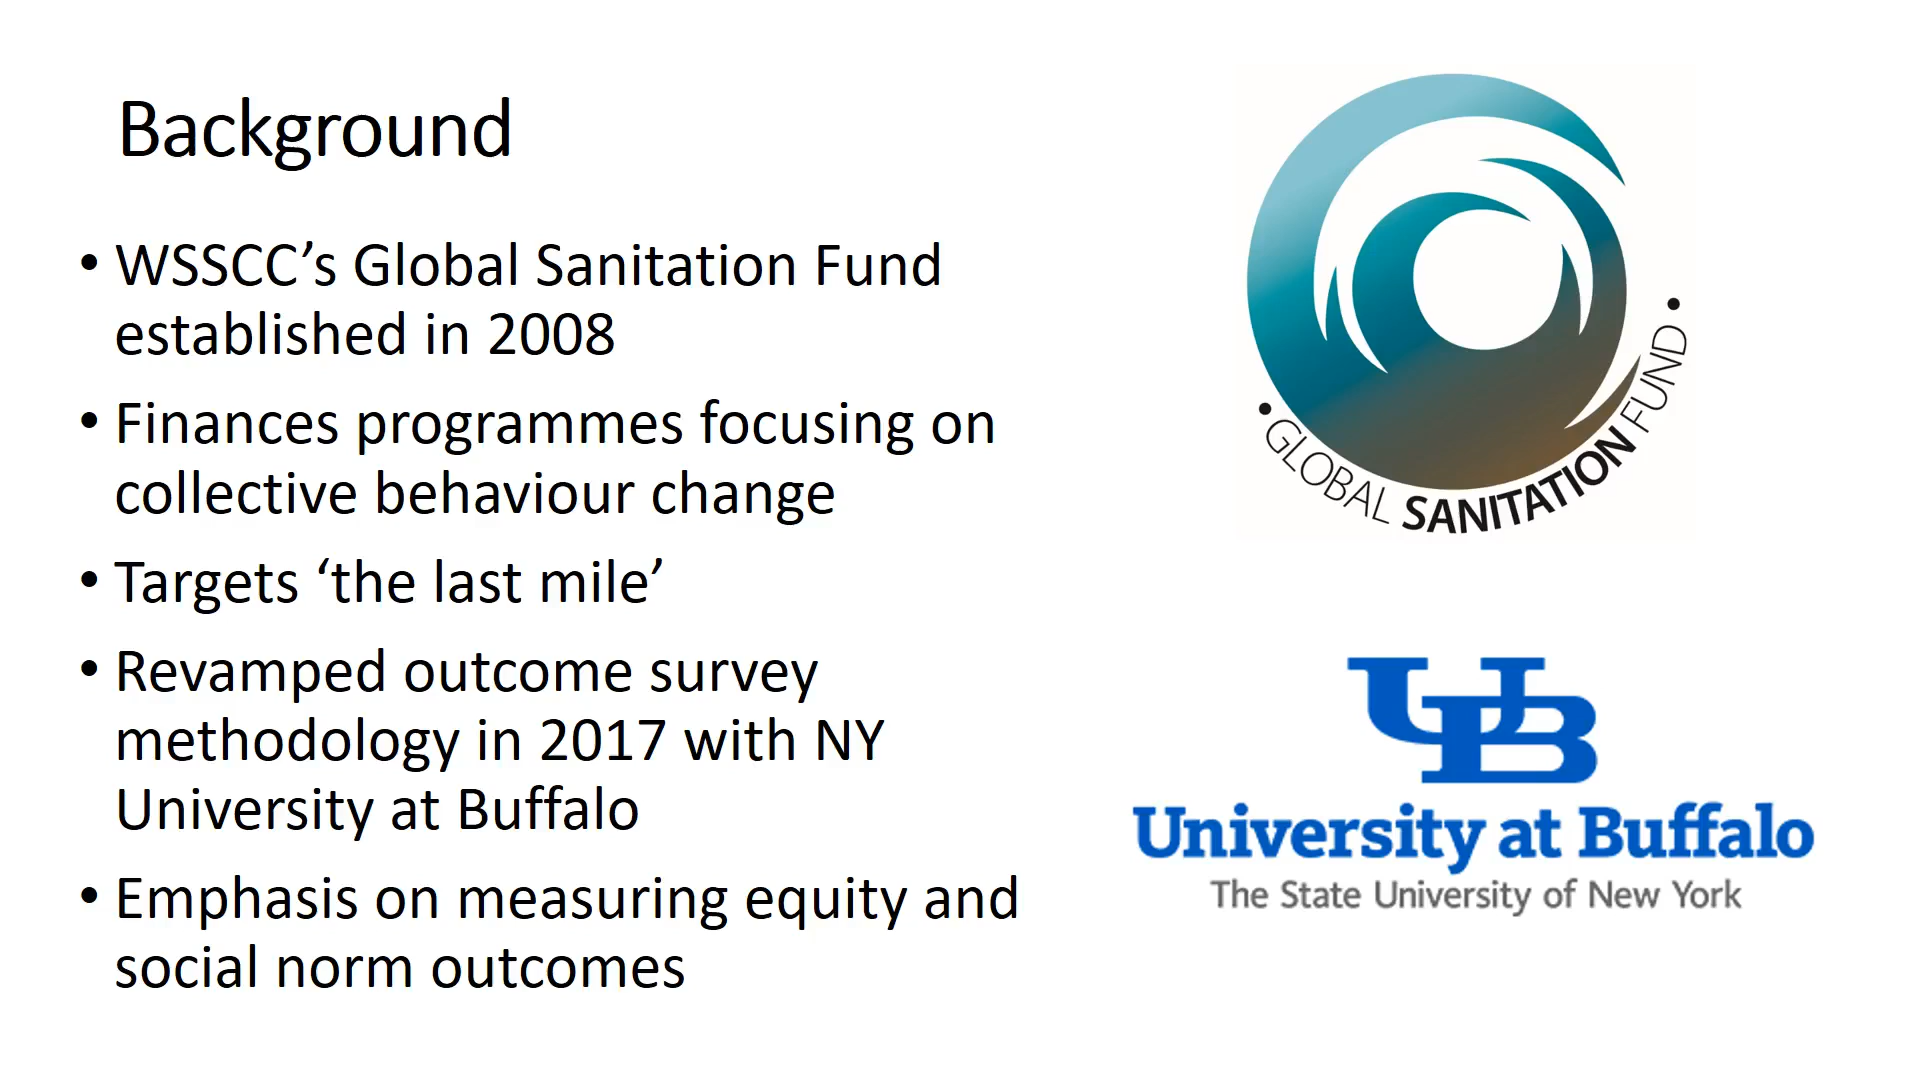 Background
• WSSCC’s Global Sanitation Fund
established in 2008
• Finances programmes focusing on
collective behaviour change
• Targets ‘the last mile’
• Revamped outcome survey
methodology in 2017 with NY
University at Buffalo
• Emphasis on measuring equity and
social norm outcomes
• GLOBAL SANITATION FUND •
UB
University at Buffalo
The State University of New York